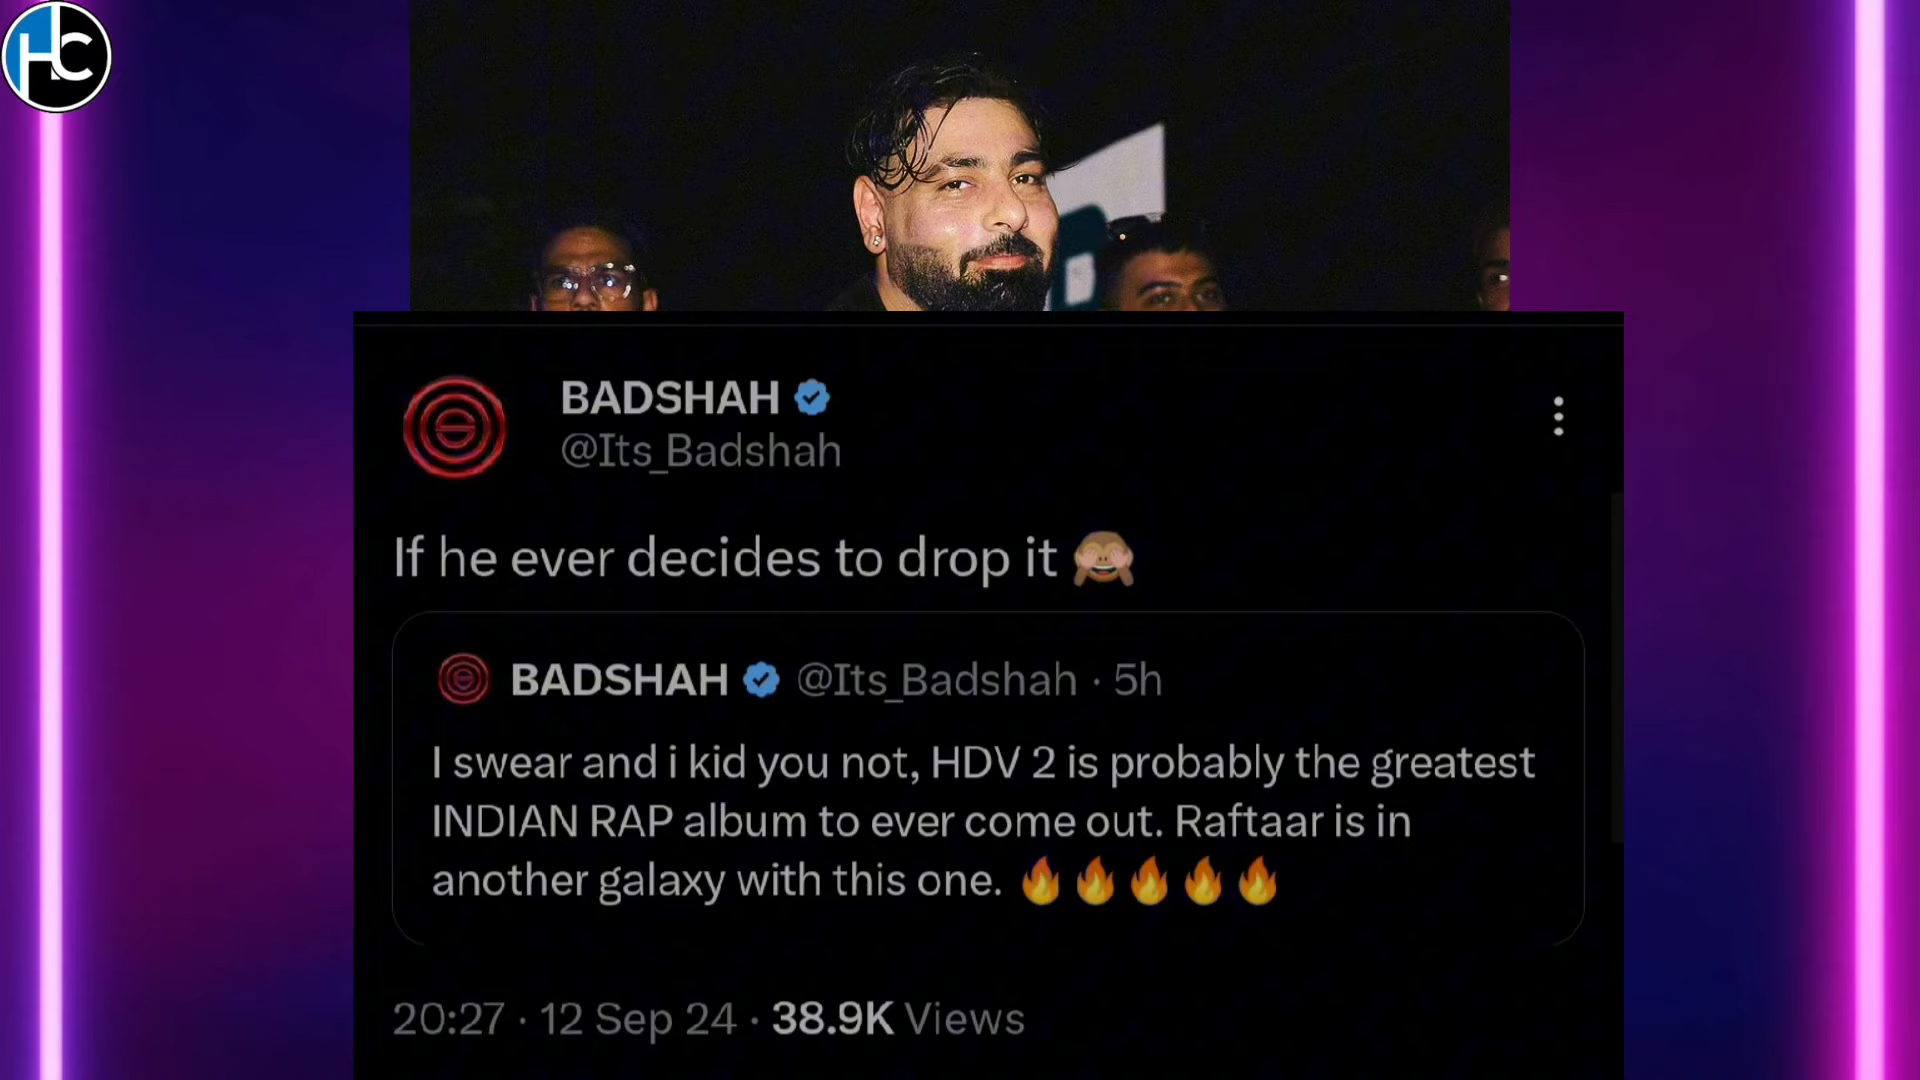 HC
BADSHAH
@Its_Badshah
If he ever decides to drop it 🙈
BADSHAH @Its_Badshah · 5h
I swear and i kid you not, HDV 2 is probably the greatest
INDIAN RAP album to ever come out. Raftaar is in
another galaxy with this one. 🔥🔥🔥🔥🔥
20:27 · 12 Sep 24 · 38.9K Views